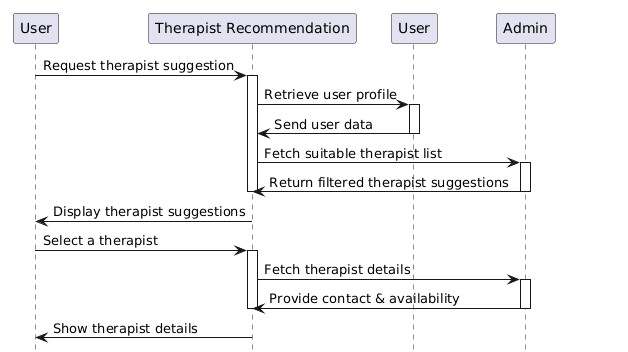 User
Therapist Recommendation
User
Admin
Request therapist suggestion
Retrieve user profile
Send user data
Fetch suitable therapist list
Return filtered therapist suggestions
Display therapist suggestions
Select a therapist
Fetch therapist details
Provide contact & availability
Show therapist details